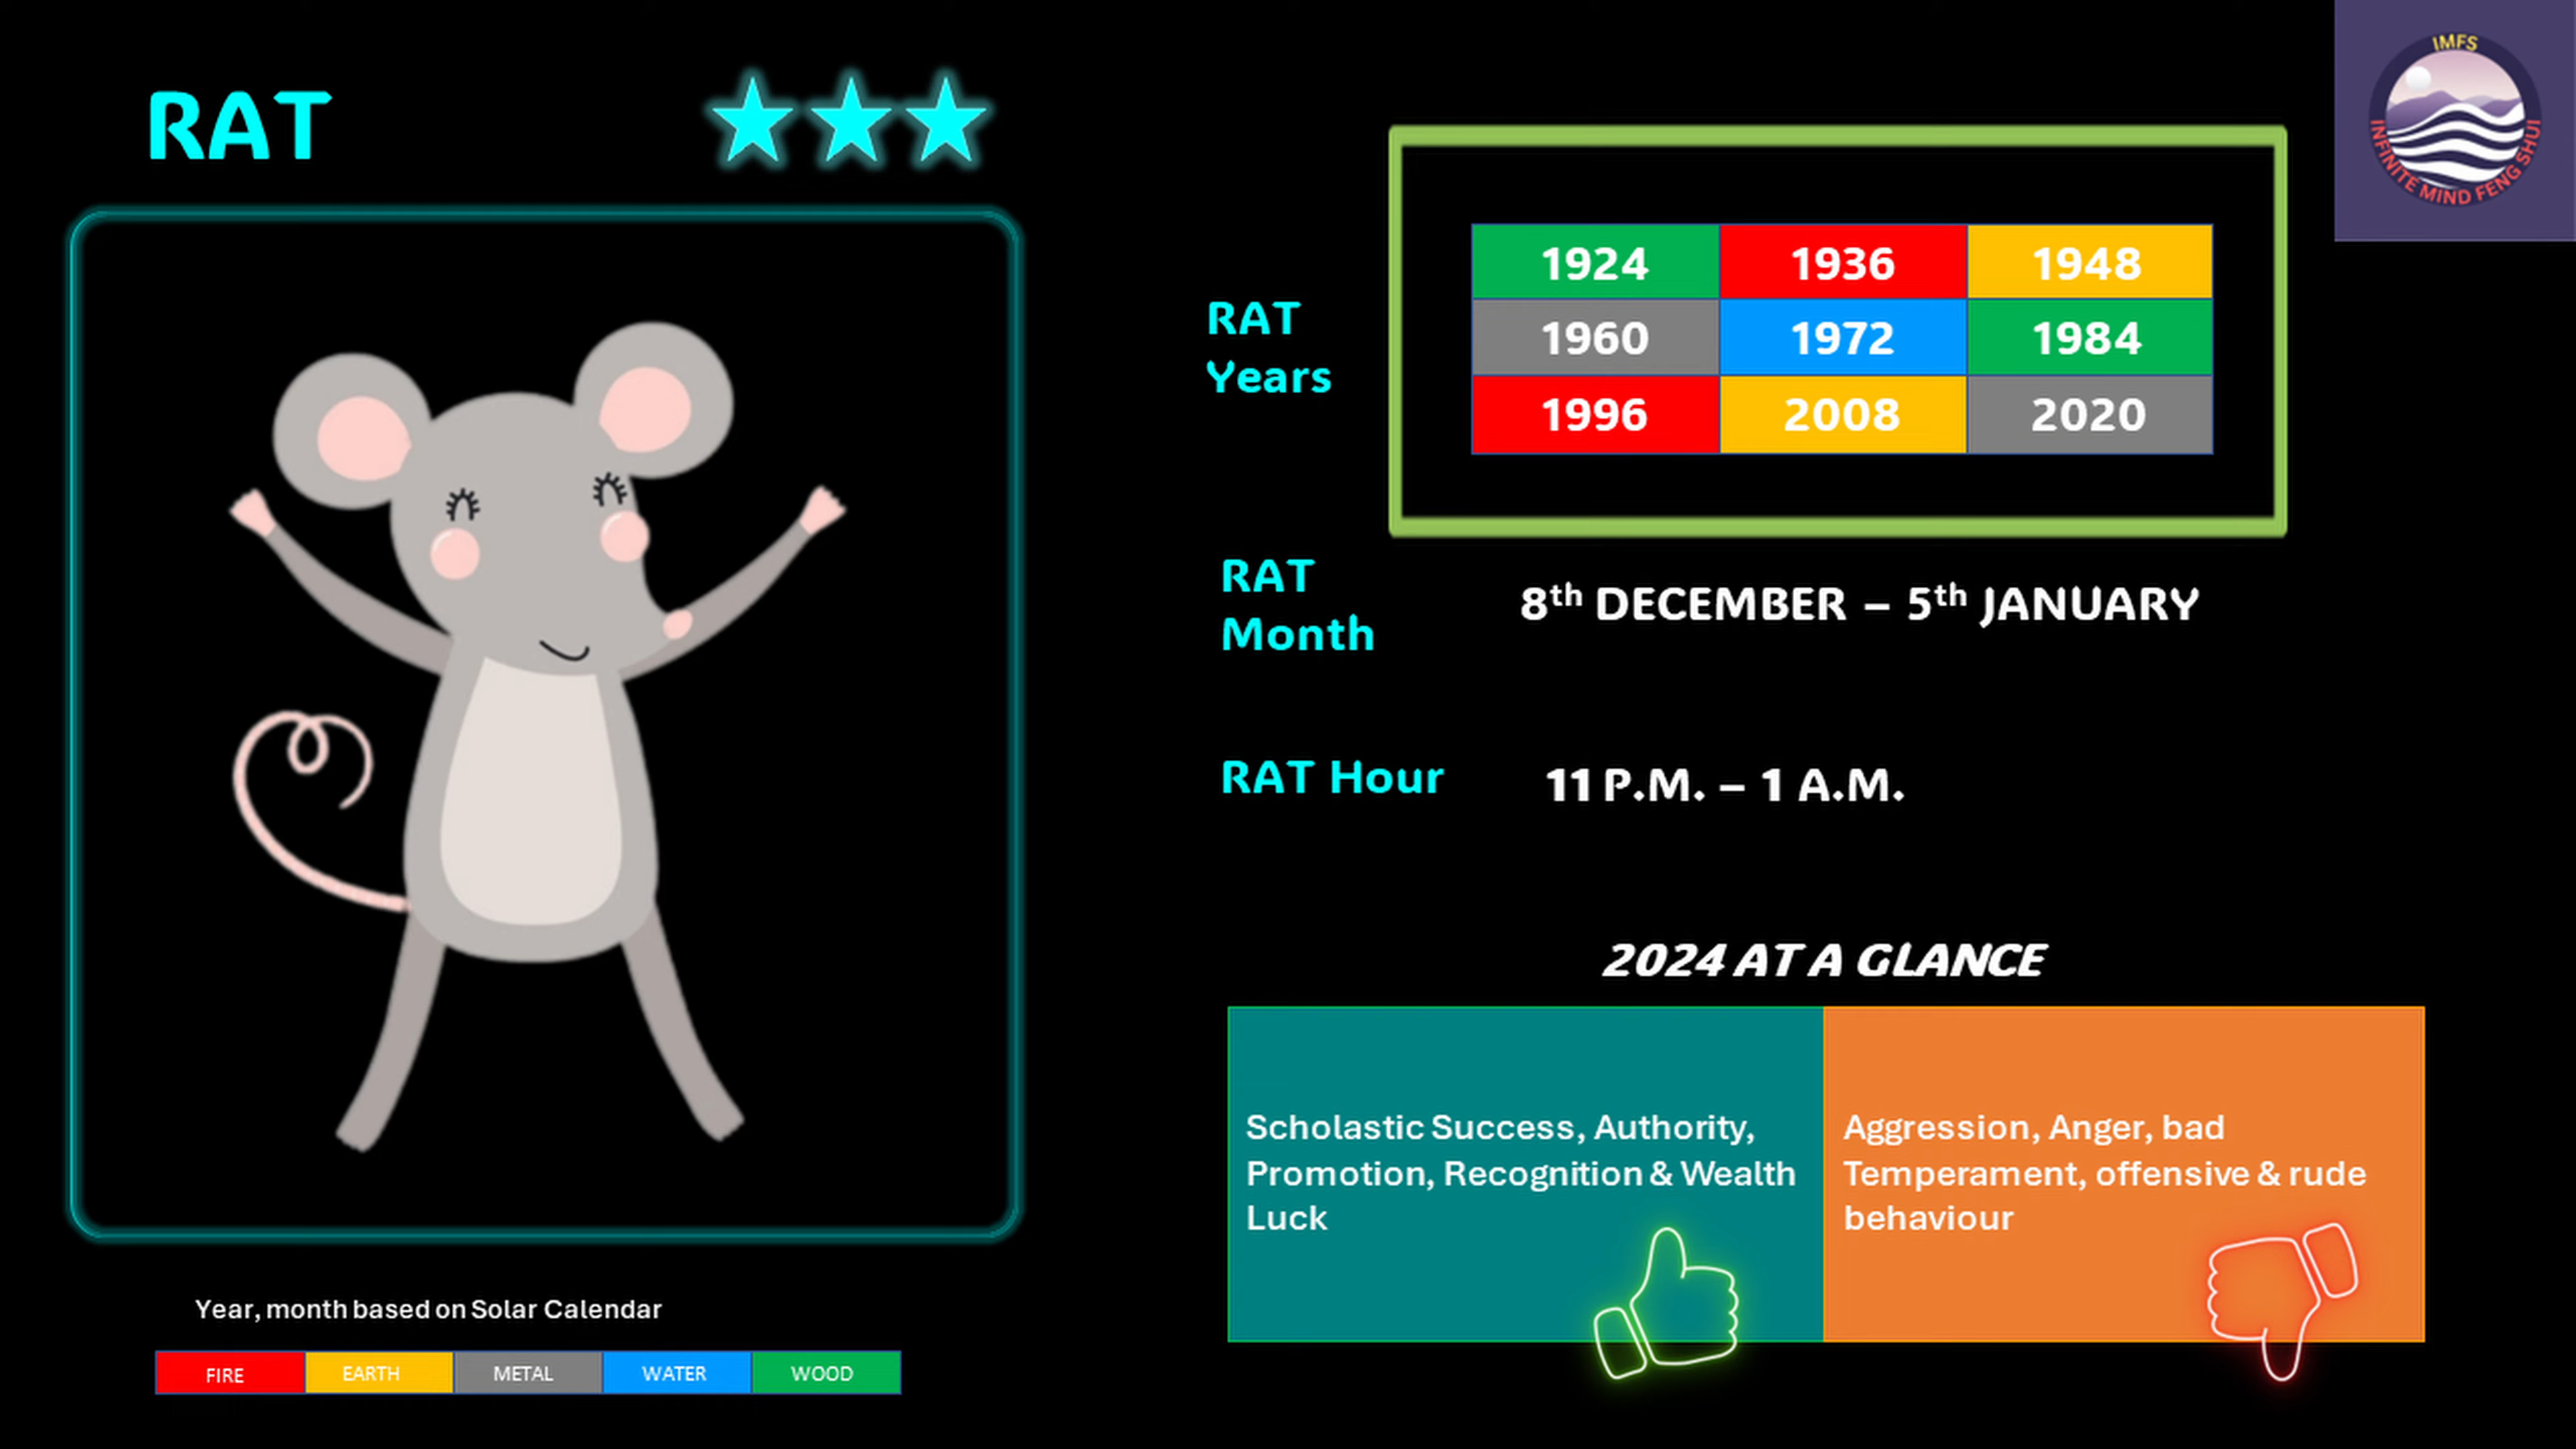 RAT
IMFS
INFINITE MIND FENG SHUI
RAT
Years
1924 1936 1948
1960 1972 1984
1996 2008 2020
RAT
Month
8th DECEMBER – 5th JANUARY
RAT Hour
11 P.M. – 1 A.M.
2024 AT A GLANCE
Scholastic Success, Authority,
Promotion, Recognition & Wealth
Luck
Aggression, Anger, bad
Temperament, offensive & rude
behaviour
Year, month based on Solar Calendar
FIRE EARTH METAL WATER WOOD